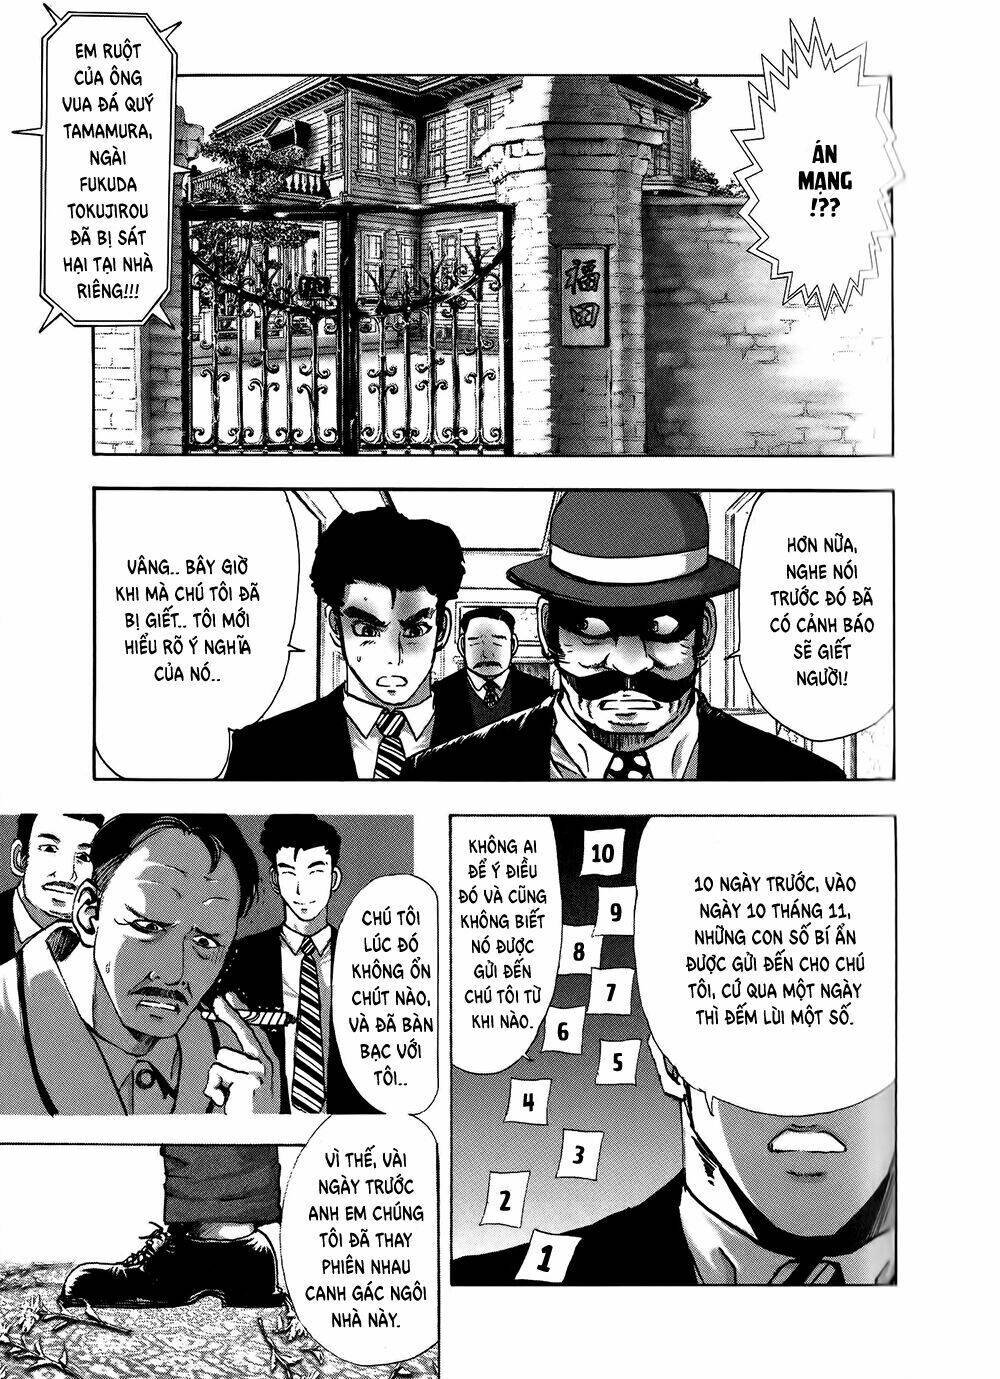 ÁN
MẠNG
!??
EM RUỘT
CỦA ÔNG
VUA ĐÁ QUÝ
TAMAMURA,
NGÀI
FUKUDA
TOKUJIROU
ĐÃ BỊ SÁT
HẠI TẠI NHÀ
RIÊNG!!!
福田
HƠN NỮA,
NGHE NÓI
TRƯỚC ĐÓ ĐÃ
CÓ CẢNH BÁO
SẼ GIẾT
NGƯỜI!
VÂNG.. BÂY GIỜ
KHI MÀ CHÚ TÔI ĐÃ
BỊ GIẾT.. TÔI MỚI
HIỂU RÕ Ý NGHĨA
CỦA NÓ..
10 NGÀY TRƯỚC, VÀO
NGÀY 10 THÁNG 11,
NHỮNG CON SỐ BÍ ẨN
ĐƯỢC GỬI ĐẾN CHO CHÚ
TÔI, CỨ QUA MỘT NGÀY
THÌ ĐẾM LÙI MỘT SỐ.
10
9
8
7
6
5
4
3
2
1
KHÔNG AI
ĐỂ Ý ĐIỀU
ĐÓ VÀ CŨNG
KHÔNG BIẾT
NÓ ĐƯỢC
GỬI ĐẾN
CHÚ TÔI TỪ
KHI NÀO.
CHÚ TÔI
LÚC ĐÓ
KHÔNG ỔN
CHÚT NÀO,
VÀ ĐÃ BÀN
BẠC VỚI
TÔI..
VÌ THẾ, VÀI
NGÀY TRƯỚC
ANH EM CHÚNG
TÔI ĐÃ THAY
PHIÊN NHAU
CANH GÁC NGÔI
NHÀ NÀY.